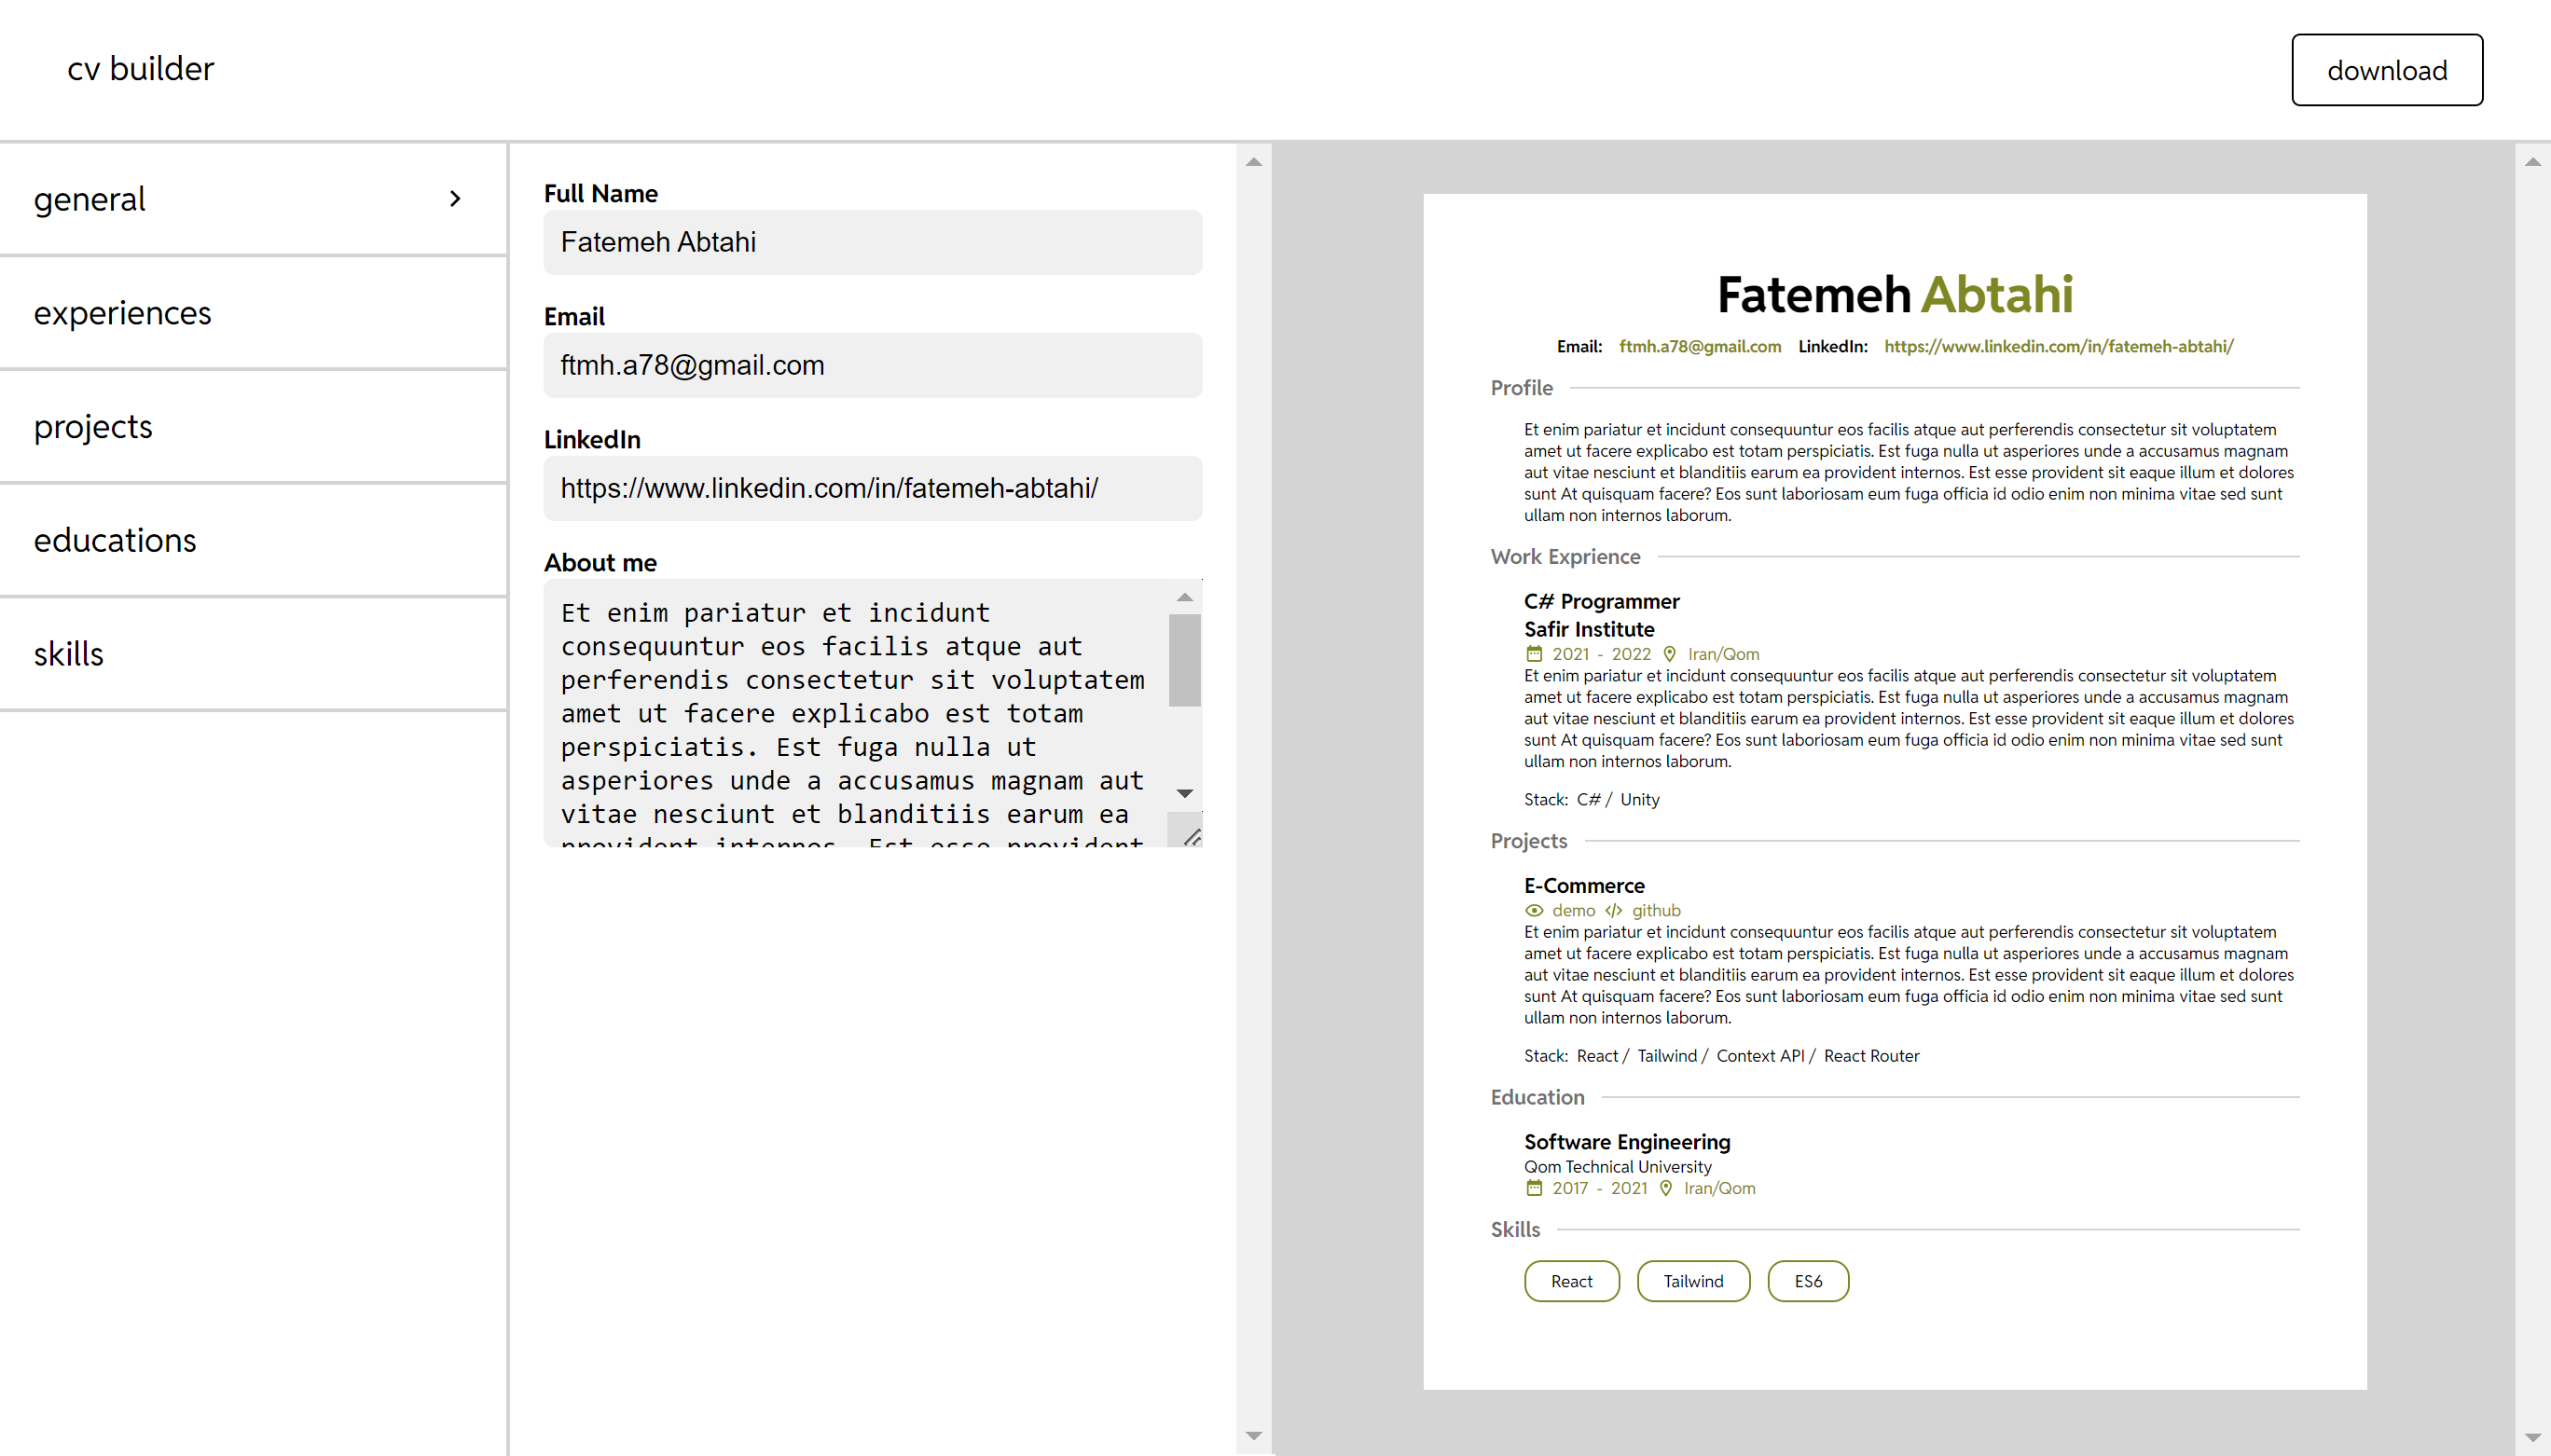 cv builder
download
general
experiences
projects
educations
skills
Full Name
Fatemeh Abtahi
Email
ftmh.a78@gmail.com
LinkedIn
https://www.linkedin.com/in/fatemeh-abtahi/
About me
Et enim pariatur et incidunt
consequuntur eos facilis atque aut
perferendis consectetur sit voluptatem
amet ut facere explicabo est totam
perspiciatis. Est fuga nulla ut
asperiores unde a accusamus magnam aut
vitae nesciunt et blanditiis earum ea
provident internos. Est esse provident
Fatemeh Abtahi
Email: ftmh.a78@gmail.com LinkedIn: https://www.linkedin.com/in/fatemeh-abtahi/
Profile
Et enim pariatur et incidunt consequuntur eos facilis atque aut perferendis consectetur sit voluptatem
amet ut facere explicabo est totam perspiciatis. Est fuga nulla ut asperiores unde a accusamus magnam
aut vitae nesciunt et blanditiis earum ea provident internos. Est esse provident sit eaque illum et dolores
sunt At quisquam facere? Eos sunt laboriosam eum fuga officia id odio enim non minima vitae sed sunt
ullam non internos laborum.
Work Exprience
C# Programmer
Safir Institute
2021 - 2022 Iran/Qom
Et enim pariatur et incidunt consequuntur eos facilis atque aut perferendis consectetur sit voluptatem
amet ut facere explicabo est totam perspiciatis. Est fuga nulla ut asperiores unde a accusamus magnam
aut vitae nesciunt et blanditiis earum ea provident internos. Est esse provident sit eaque illum et dolores
sunt At quisquam facere? Eos sunt laboriosam eum fuga officia id odio enim non minima vitae sed sunt
ullam non internos laborum.
Stack: C# / Unity
Projects
E-Commerce
demo github
Et enim pariatur et incidunt consequuntur eos facilis atque aut perferendis consectetur sit voluptatem
amet ut facere explicabo est totam perspiciatis. Est fuga nulla ut asperiores unde a accusamus magnam
aut vitae nesciunt et blanditiis earum ea provident internos. Est esse provident sit eaque illum et dolores
sunt At quisquam facere? Eos sunt laboriosam eum fuga officia id odio enim non minima vitae sed sunt
ullam non internos laborum.
Stack: React / Tailwind / Context API / React Router
Education
Software Engineering
Qom Technical University
2017 - 2021 Iran/Qom
Skills
React Tailwind ES6